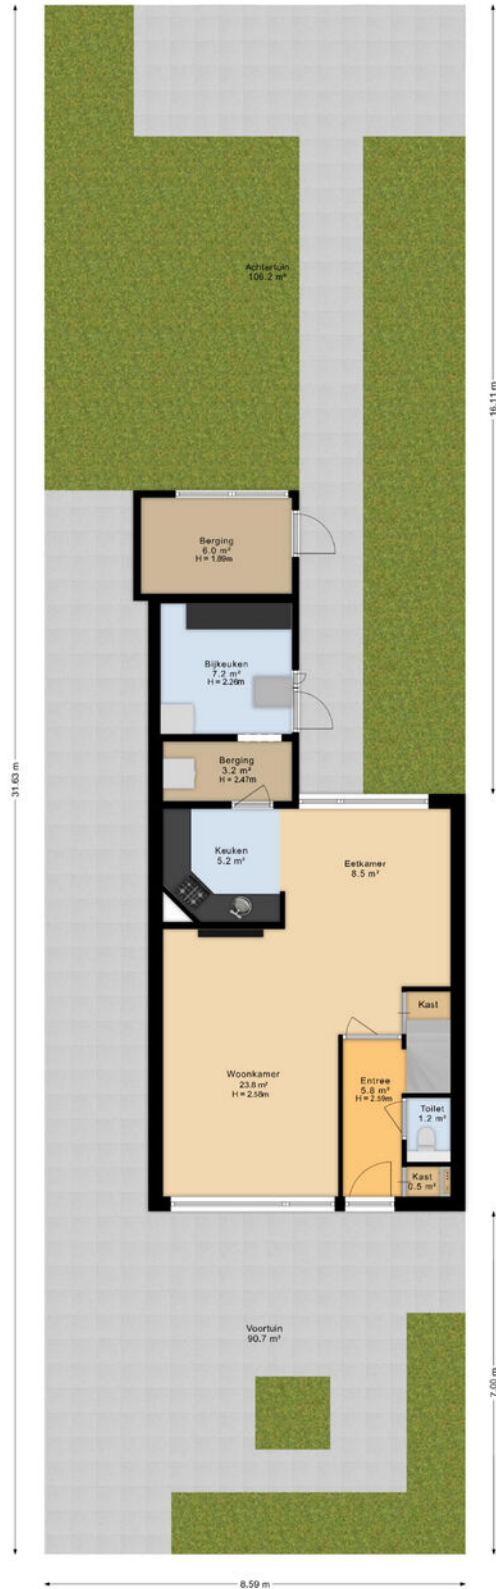 Achtertuin
106.2 m²
16.11 m
Berging
6.0 m²
H = 1.89m
Bijkeuken
7.2 m²
H = 2.26m
31.63 m
Berging
3.2 m²
H = 2.47m
Keuken
5.2 m²
Eetkamer
8.5 m²
Kast
Woonkamer
23.8 m²
H = 2.58m
Entree
5.8 m²
H = 2.59m
Toilet
1.2 m²
Kast
0.5 m²
Voortuin
90.7 m²
7.00 m
8.59 m